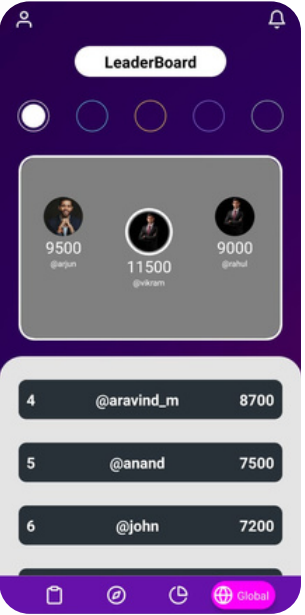 LeaderBoard
9500
@arjun
11500
@vikram
9000
@rahul
4 @aravind_m 8700
5 @anand 7500
6 @john 7200
Global